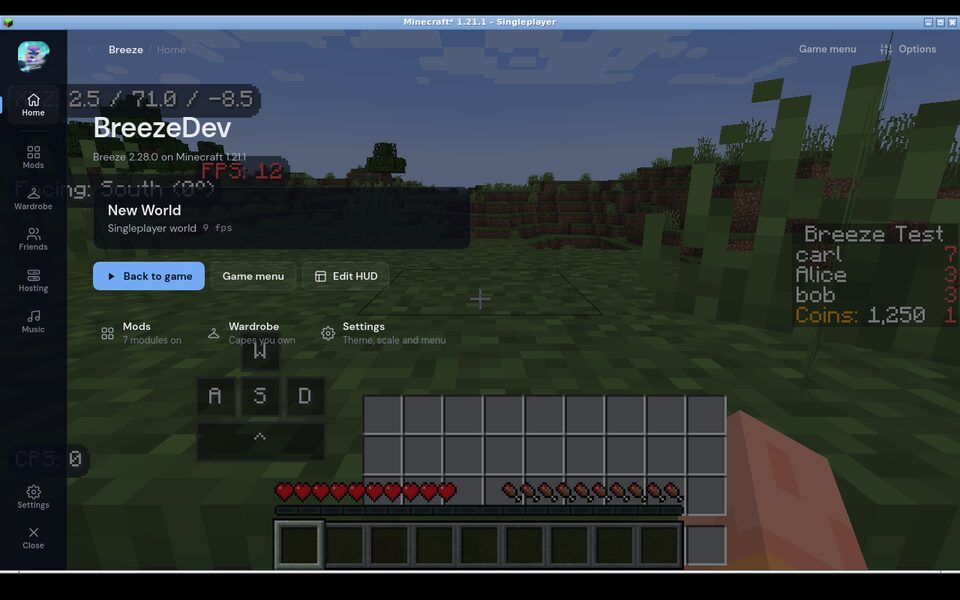 Minecraft* 1.21.1 - Singleplayer
Breeze / Home
Game menu
Options
2.5 / 71.0 / -8.5
Home
BreezeDev
Breeze 2.28.0 on Minecraft 1.21.1
FPS: 12
Mods
Facing: South (0°)
Wardrobe
New World
Singleplayer world 9 fps
Friends
Breeze Test
carl 7
Alice 3
bob 3
Coins: 1,250 1
Hosting
Back to game
Game menu
Edit HUD
Music
Mods
7 modules on
Wardrobe
Capes you own
Settings
Theme, scale and menu
W
A S D
^
CPS: 0
Settings
Close